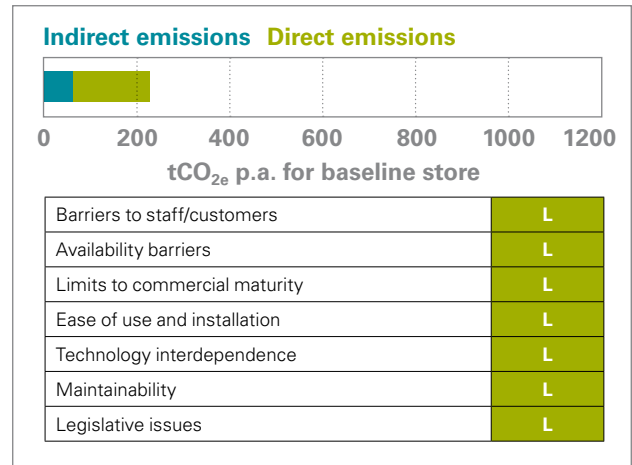 Indirect emissions Direct emissions
0 200 400 600 800 1000 1200
tCO₂ₑ p.a. for baseline store
Barriers to staff/customers L
Availability barriers L
Limits to commercial maturity L
Ease of use and installation L
Technology interdependence L
Maintainability L
Legislative issues L